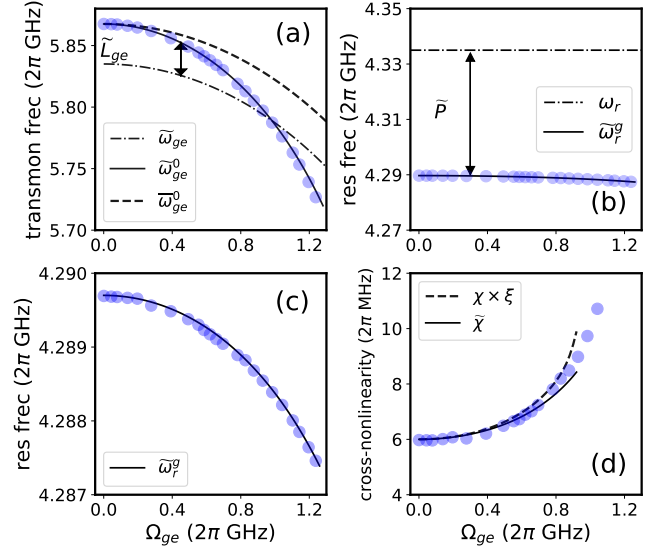 transmon frec (2π GHz)
5.85
5.80
5.75
5.70
(a)
L̃ge
ω̃ge
ω̃⁰ge
ω̅⁰ge
res frec (2π GHz)
4.35
4.33
4.31
4.29
4.27
P̃
ωr
ω̃ᵍr
(b)
0.0 0.4 0.8 1.2
0.0 0.4 0.8 1.2
res frec (2π GHz)
4.290
4.289
4.288
4.287
(c)
ω̃ᵍr
0.0 0.4 0.8 1.2
Ωge (2π GHz)
cross-nonlinearity (2π MHz)
12
10
8
6
4
χ × ξ
χ̃
(d)
0.0 0.4 0.8 1.2
Ωge (2π GHz)